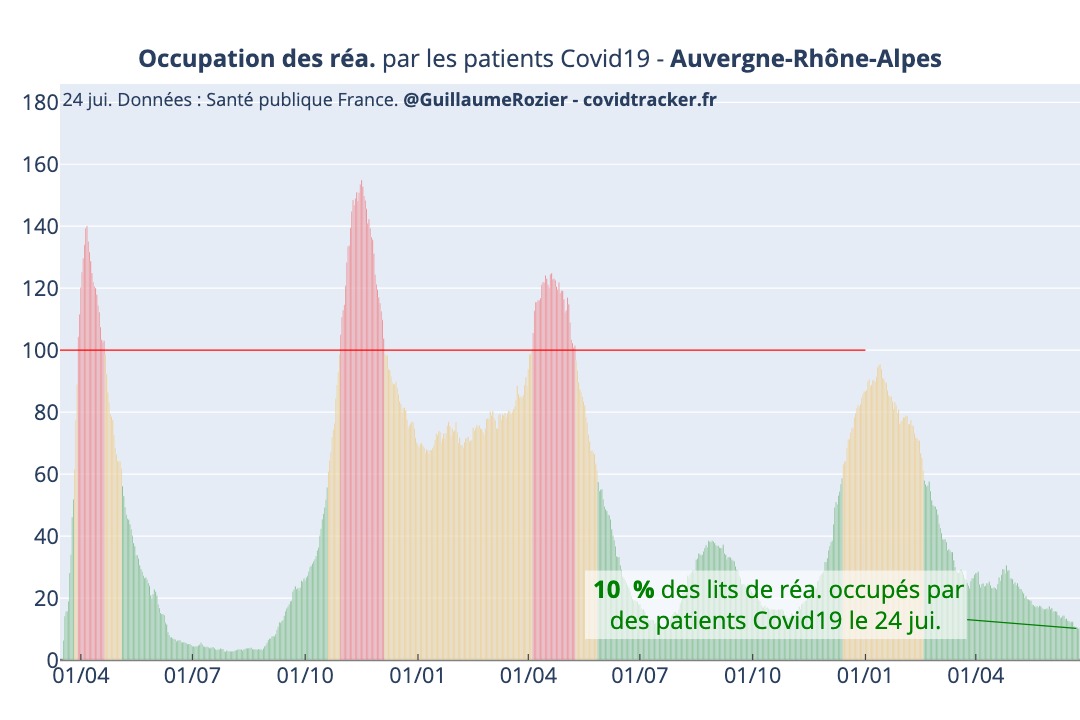 Occupation des réa. par les patients Covid19 - Auvergne-Rhône-Alpes
24 jui. Données : Santé publique France. @GuillaumeRozier - covidtracker.fr
180
160
140
120
100
80
60
40
20
0
10 % des lits de réa. occupés par
des patients Covid19 le 24 jui.
01/04 01/07 01/10 01/01 01/04 01/07 01/10 01/01 01/04